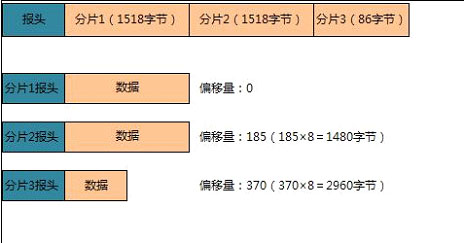 报头 分片1（1518字节） 分片2（1518字节） 分片3（86字节）
分片1报头 数据 偏移量：0
分片2报头 数据 偏移量：185（185×8＝1480字节）
分片3报头 数据 偏移量：370（370×8＝2960字节）